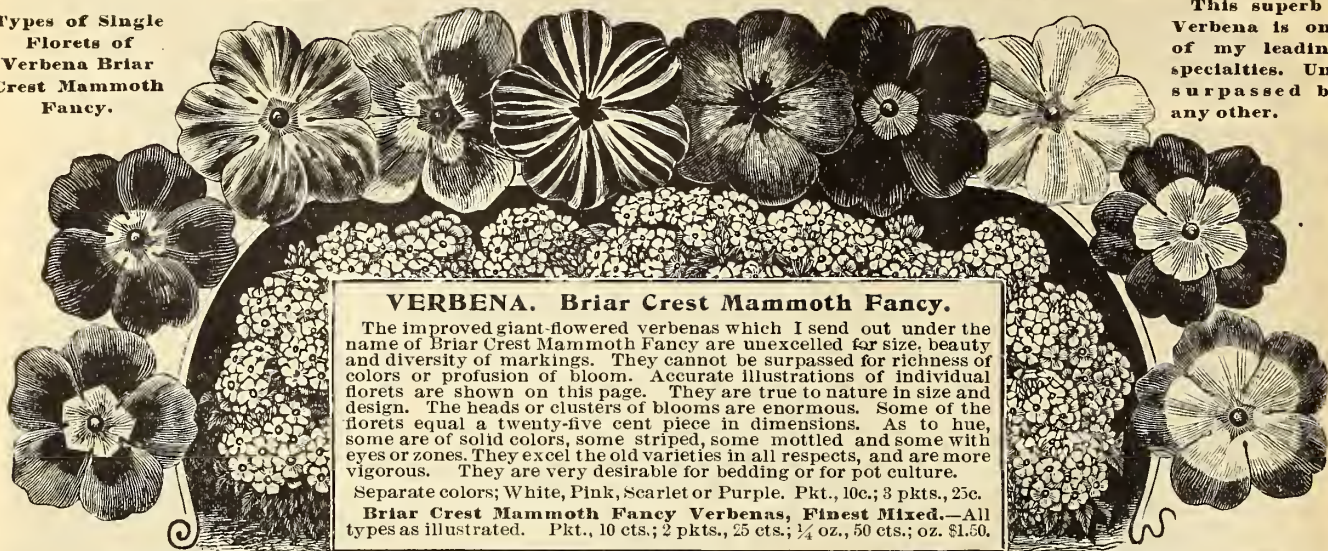 Types of Single
Florets of
Verbena Briar
Crest Mammoth
Fancy.
This superb
Verbena is on
of my leadin
specialties. Un
surpassed b
any other.
VERBENA. Briar Crest Mammoth Fancy.
The improved giant-flowered verbenas which I send out under the
name of Briar Crest Mammoth Fancy are unexcelled for size, beauty
and diversity of markings. They cannot be surpassed for richness of
colors or profusion of bloom. Accurate illustrations of individual
florets are shown on this page. They are true to nature in size and
design. The heads or clusters of blooms are enormous. Some of the
florets equal a twenty-five cent piece in dimensions. As to hue,
some are of solid colors, some striped, some mottled and some with
eyes or zones. They excel the old varieties in all respects, and are more
vigorous. They are very desirable for bedding or for pot culture.
Separate colors; White, Pink, Scarlet or Purple. Pkt., 10c.; 3 pkts., 25c.
Briar Crest Mammoth Fancy Verbenas, Finest Mixed.—All
types as illustrated. Pkt., 10 cts.; 2 pkts., 25 cts.; ¼ oz., 50 cts.; oz. $1.50.